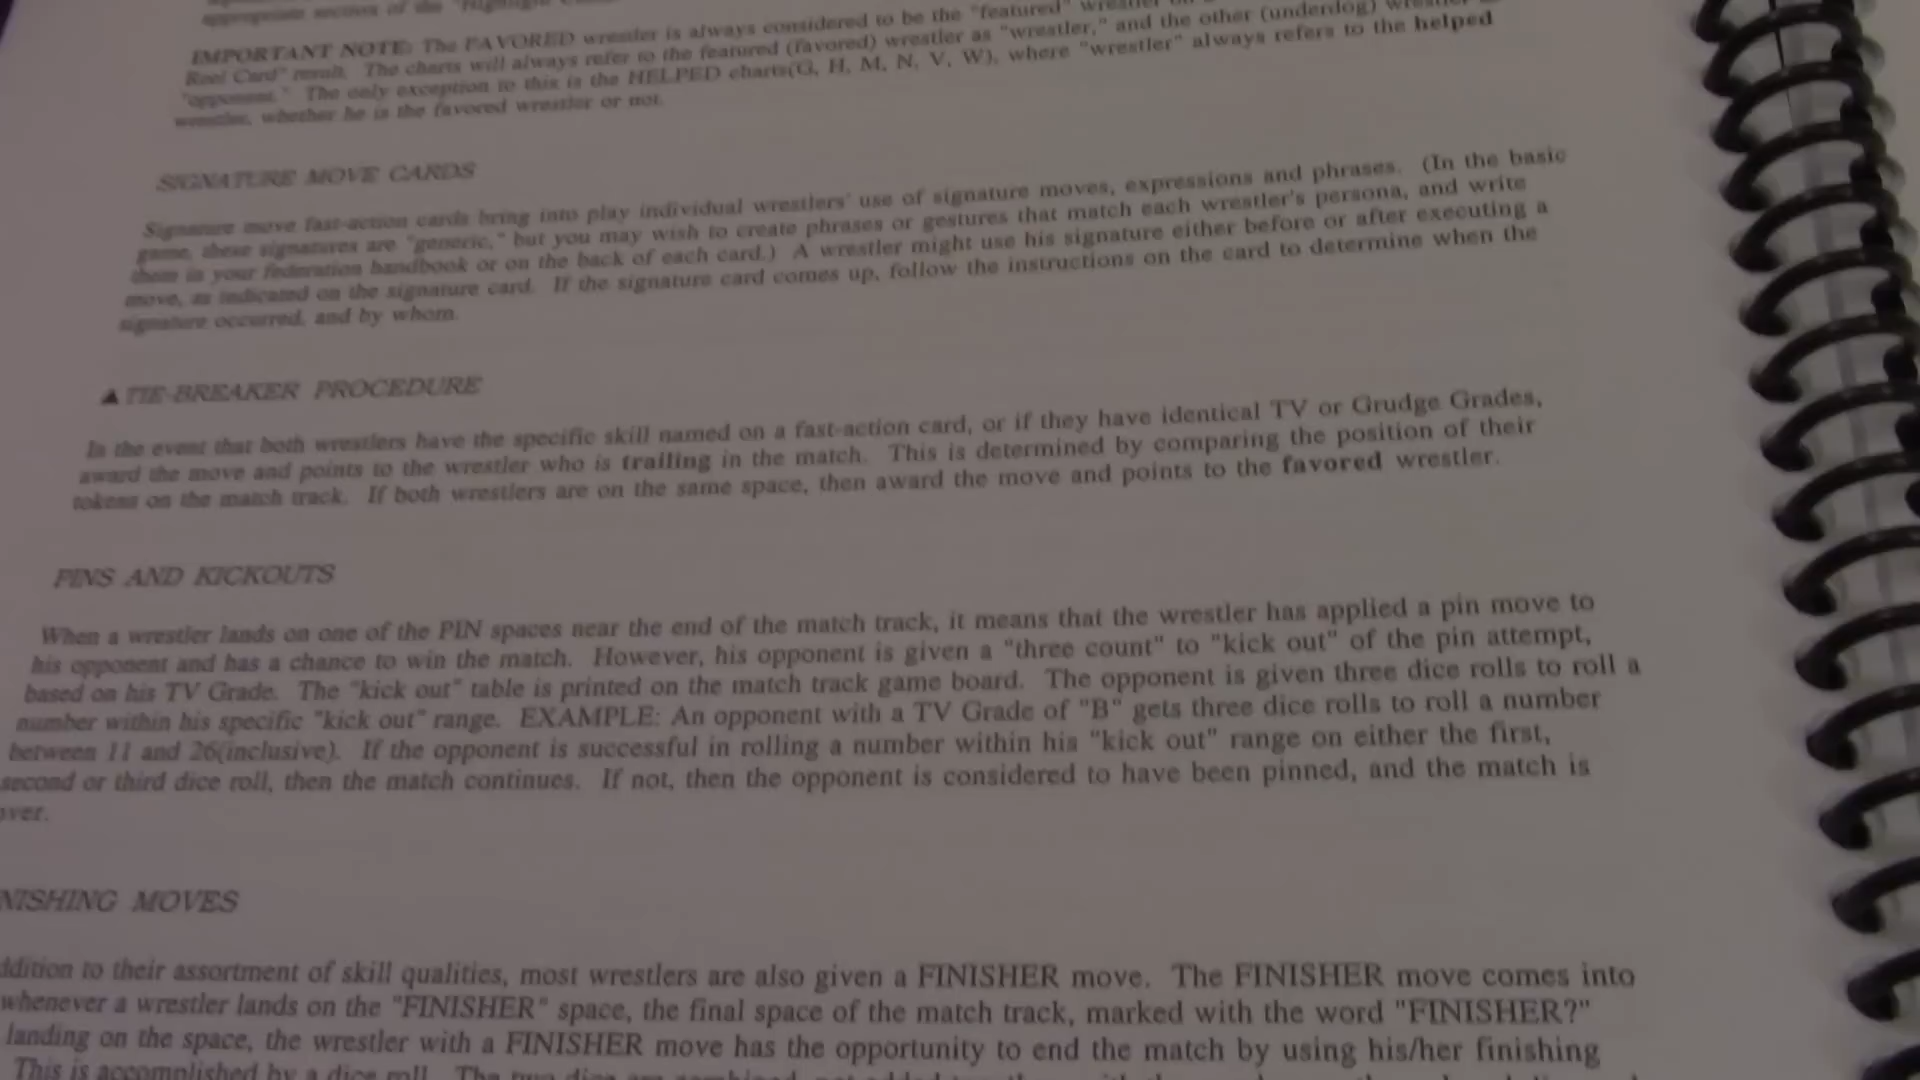 appropriate section of the "Highlight
IMPORTANT NOTE: The FAVORED wrestler is always considered to be the "featured" wrestler
Reel Card" result. The charts will always refer to the featured (favored) wrestler as "wrestler," and the other (underdog) wrestler as
"opponent." The only exception to this is the HELPED charts(G, H, M, N, V, W), where "wrestler" always refers to the helped
wrestler, whether he is the favored wrestler or not.
SIGNATURE MOVE CARDS
Signature move fast-action cards bring into play individual wrestlers' use of signature moves, expressions and phrases. (In the basic
game, these signatures are "generic," but you may wish to create phrases or gestures that match each wrestler's persona, and write
them in your federation handbook or on the back of each card.) A wrestler might use his signature either before or after executing a
move, as indicated on the signature card. If the signature card comes up, follow the instructions on the card to determine when the
signature occurred, and by whom.
▲TIE-BREAKER PROCEDURE
In the event that both wrestlers have the specific skill named on a fast-action card, or if they have identical TV or Grudge Grades,
award the move and points to the wrestler who is trailing in the match. This is determined by comparing the position of their
tokens on the match track. If both wrestlers are on the same space, then award the move and points to the favored wrestler.
PINS AND KICKOUTS
When a wrestler lands on one of the PIN spaces near the end of the match track, it means that the wrestler has applied a pin move to
his opponent and has a chance to win the match. However, his opponent is given a "three count" to "kick out" of the pin attempt,
based on his TV Grade. The "kick out" table is printed on the match track game board. The opponent is given three dice rolls to roll a
number within his specific "kick out" range. EXAMPLE: An opponent with a TV Grade of "B" gets three dice rolls to roll a number
between 11 and 26(inclusive). If the opponent is successful in rolling a number within his "kick out" range on either the first,
second or third dice roll, then the match continues. If not, then the opponent is considered to have been pinned, and the match is
over.
NISHING MOVES
ddition to their assortment of skill qualities, most wrestlers are also given a FINISHER move. The FINISHER move comes into
whenever a wrestler lands on the "FINISHER" space, the final space of the match track, marked with the word "FINISHER?"
landing on the space, the wrestler with a FINISHER move has the opportunity to end the match by using his/her finishing
This is accomplished by a dice roll. The two dice are combined, not added together